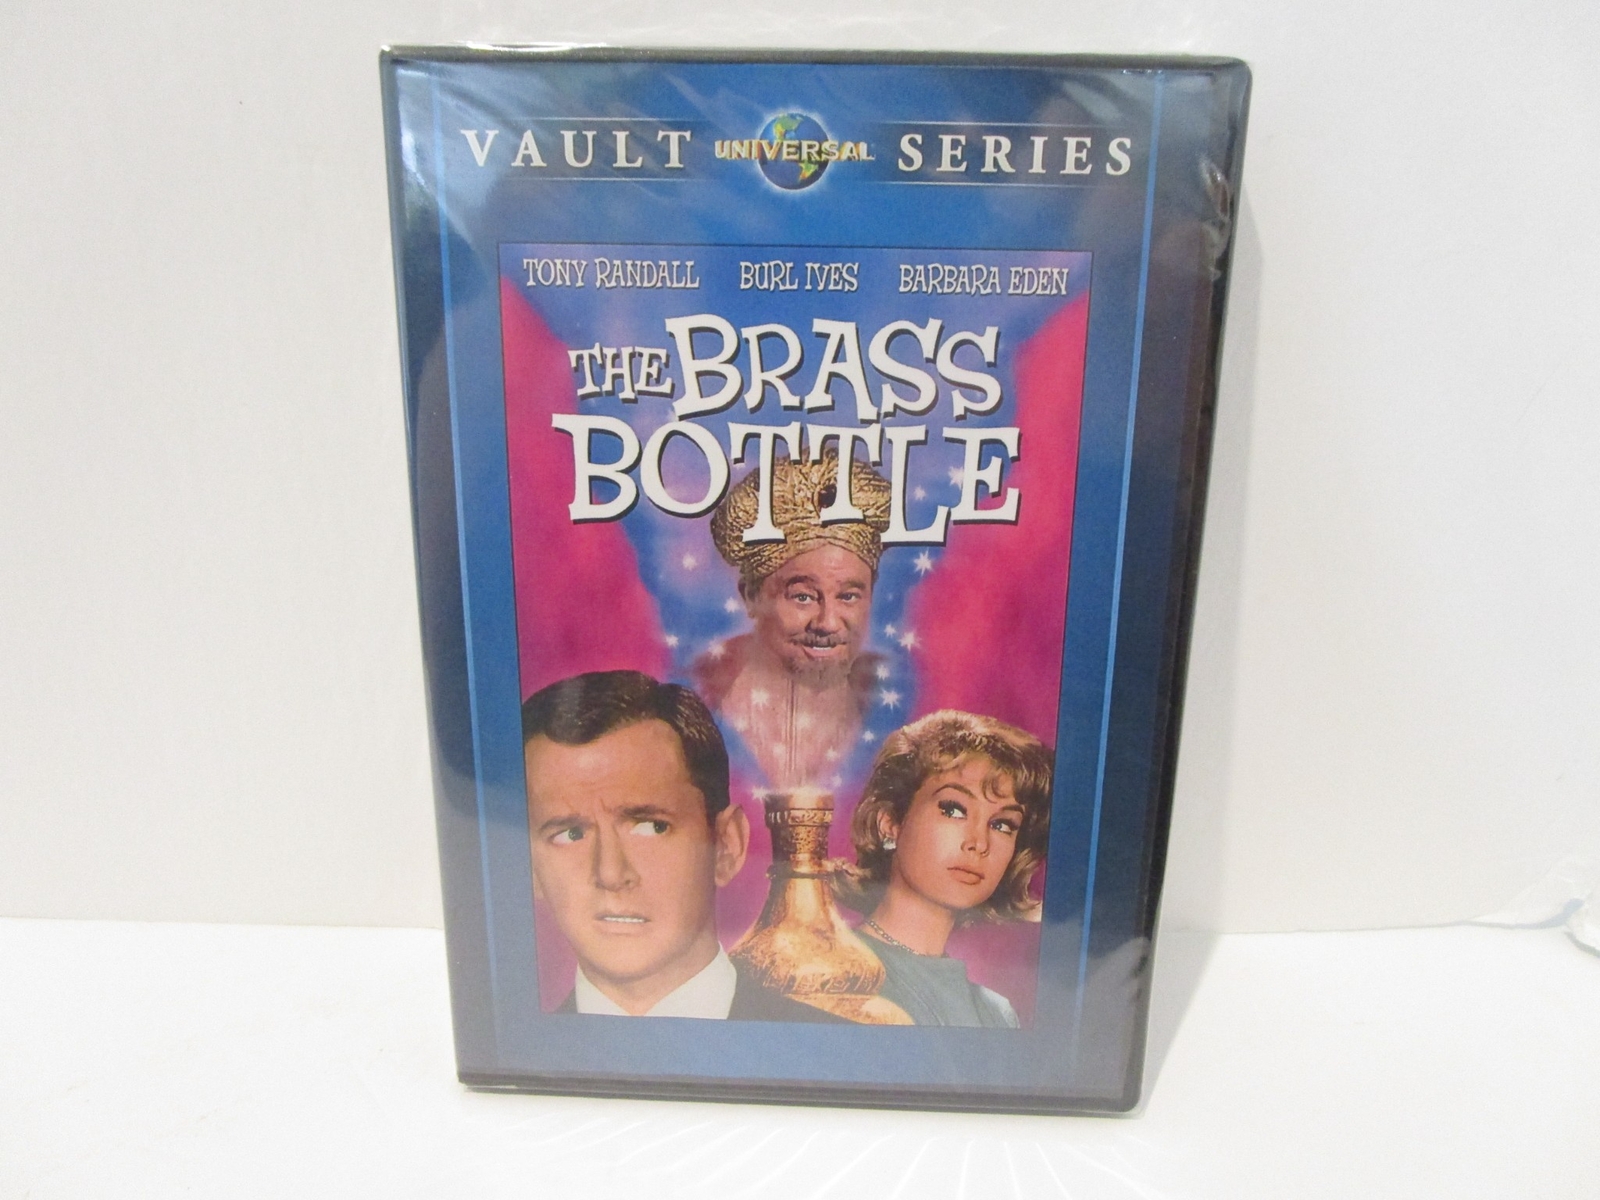 VAULT UNIVERSAL SERIES
TONY RANDALL BURL IVES BARBARA EDEN
THE BRASS
BOTTLE